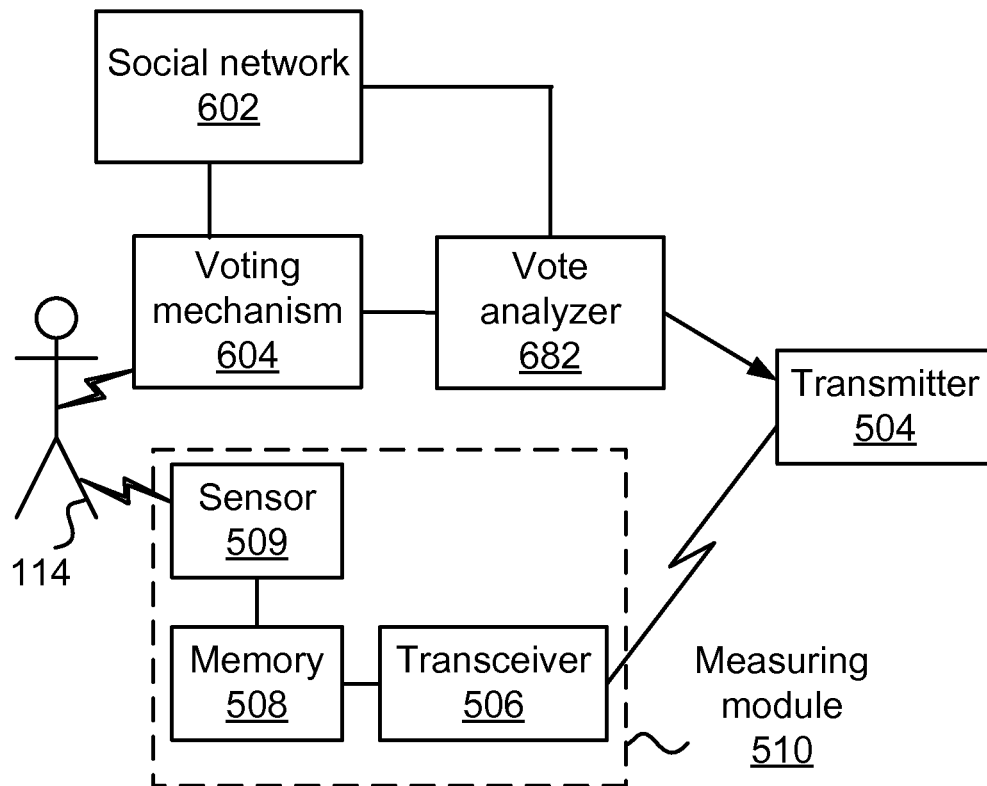 Social network
602
Voting
mechanism
604
Vote
analyzer
682
Transmitter
504
Sensor
509
114
Memory
508
Transceiver
506
Measuring
module
510